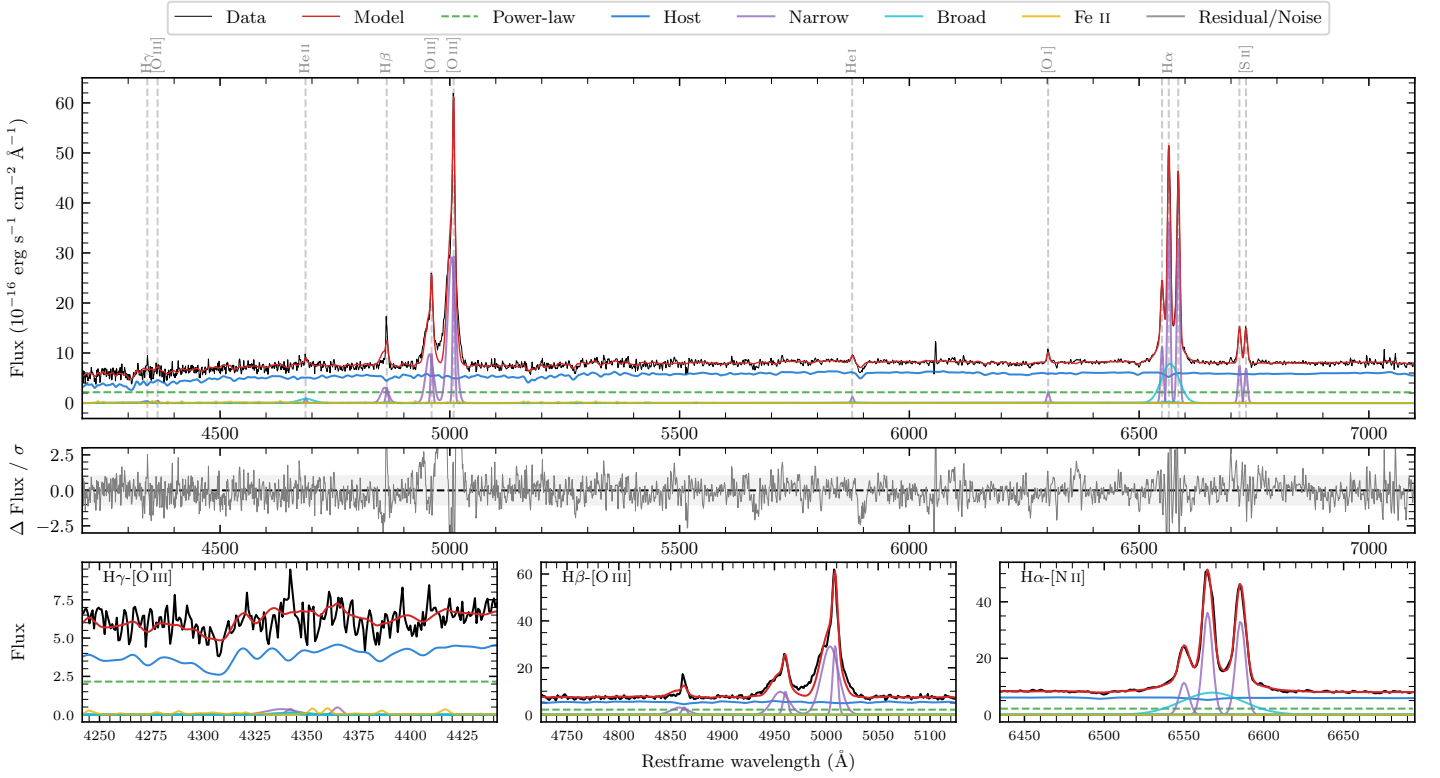 Data Model Power-law Host Narrow Broad Fe II Residual/Noise
Hγ [O III] He II Hβ [O III] [O III] He I [O I] Hα [S II]
Flux (10⁻¹⁶ erg s⁻¹ cm⁻² Å⁻¹)
60
50
40
30
20
10
0
4500 5000 5500 6000 6500 7000
Δ Flux / σ
2.5
0.0
−2.5
4500 5000 5500 6000 6500 7000
Flux
Hγ-[O III]
7.5
5.0
2.5
0.0
4250 4275 4300 4325 4350 4375 4400 4425
Hβ-[O III]
60
40
20
0
4750 4800 4850 4900 4950 5000 5050 5100
Hα-[N II]
40
20
0
6450 6500 6550 6600 6650
Restframe wavelength (Å)